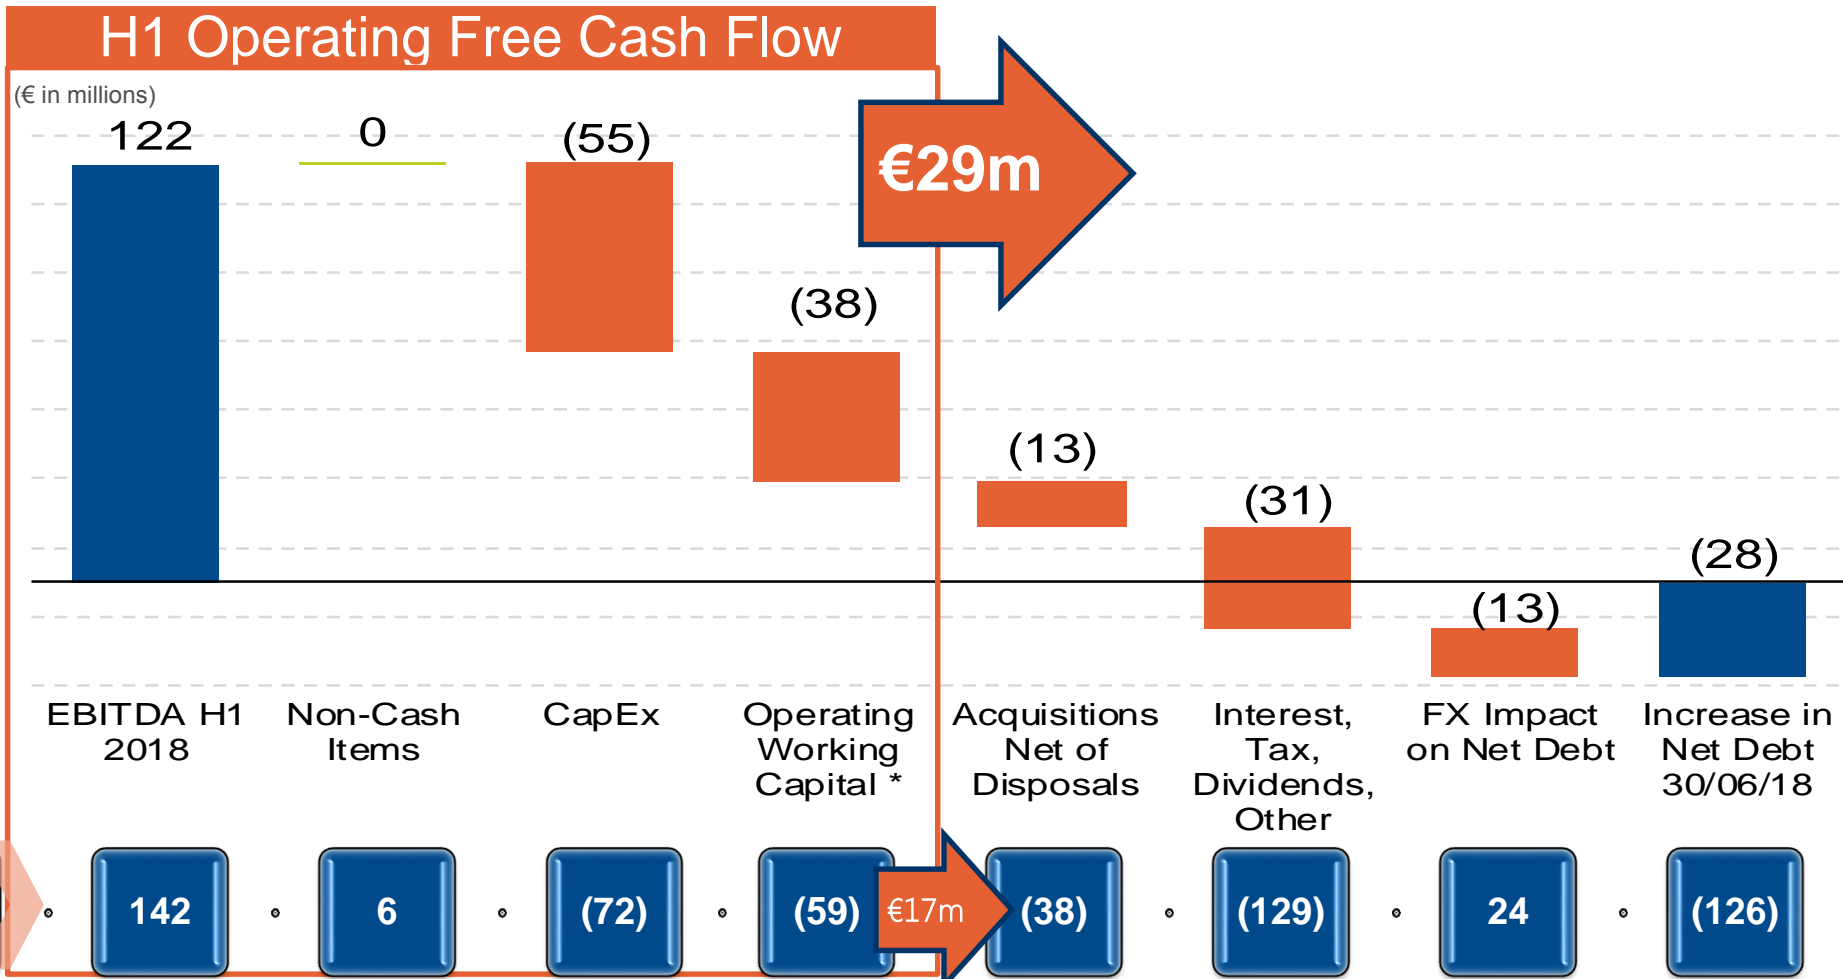 H1 Operating Free Cash Flow
(€ in millions)
122
0
(55)
€29m
(38)
(13)
(31)
(13)
(28)
EBITDA H1
2018
Non-Cash
Items
CapEx
Operating
Working
Capital *
Acquisitions
Net of
Disposals
Interest,
Tax,
Dividends,
Other
FX Impact
on Net Debt
Increase in
Net Debt
30/06/18
142
6
(72)
(59)
€17m
(38)
(129)
24
(126)